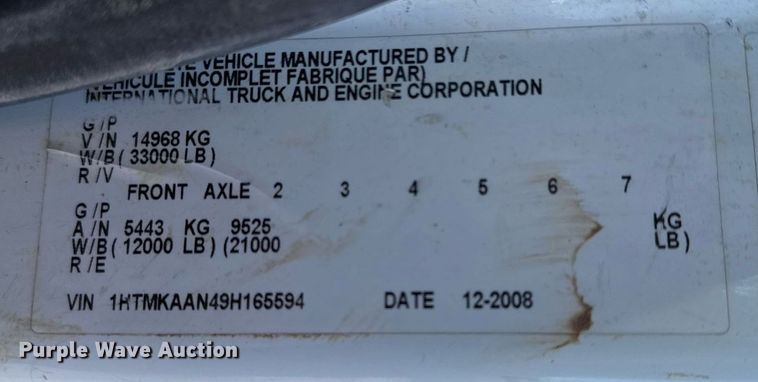 VEHICLE MANUFACTURED BY /
VEHICULE INCOMPLET FABRIQUE PAR)
INTERNATIONAL TRUCK AND ENGINE CORPORATION
G/P
V/N 14968 KG
W/B ( 33000 LB )
R/V
FRONT AXLE 2 3 4 5 6 7
G/P
A/N 5443 KG 9525 KG
W/B ( 12000 LB ) (21000 LB )
R/E
VIN 1HTMKAAN49H165594 DATE 12-2008
Purple Wave Auction